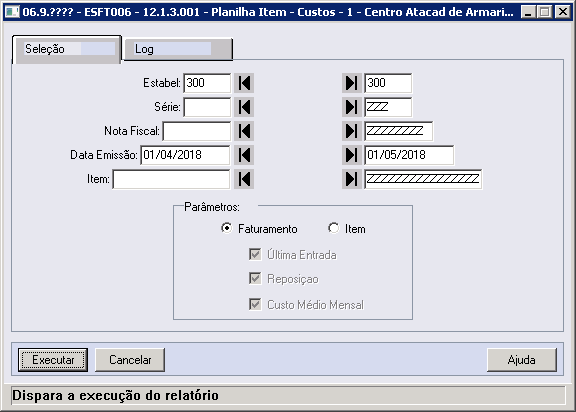 06.9.???? - ESFT006 - 12.1.3.001 - Planilha Item - Custos - 1 - Centro Atacad de Armari...
Seleção Log
Estabel: 300 300
Série: ZZZ
Nota Fiscal: ZZZZZZZZZ
Data Emissão: 01/04/2018 01/05/2018
Item: ZZZZZZZZZZZZZZZZ
Parâmetros:
Faturamento Item
Última Entrada
Reposiçao
Custo Médio Mensal
Executar Cancelar Ajuda
Dispara a execução do relatório